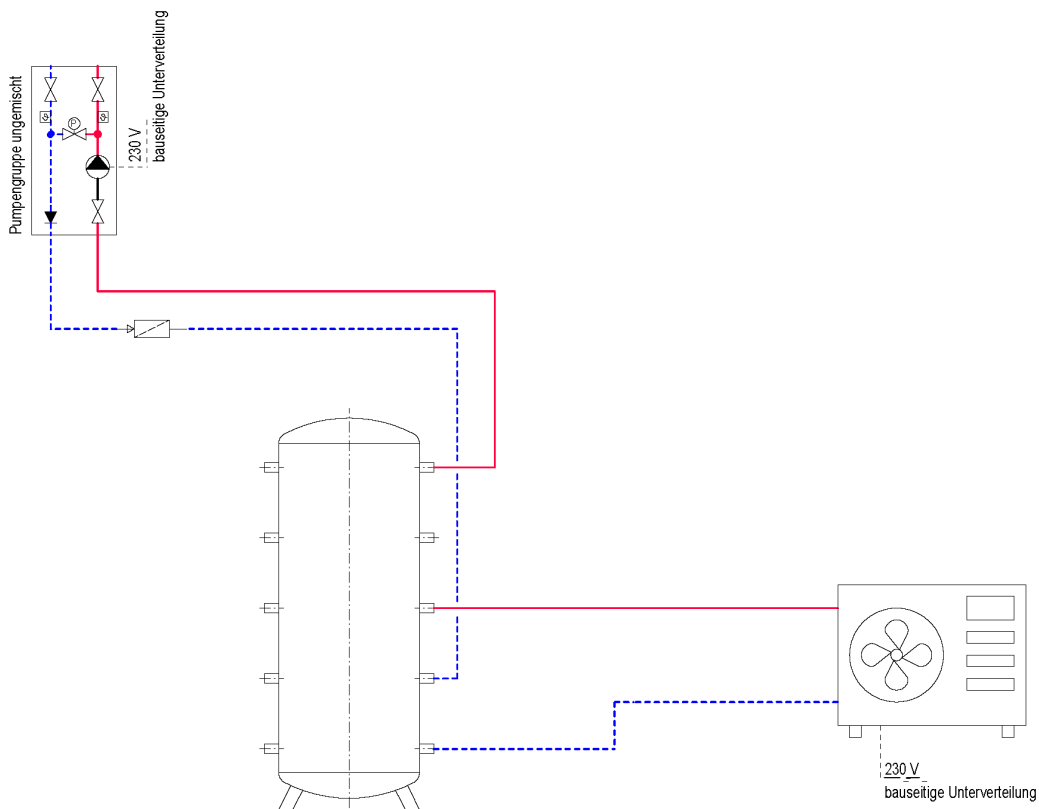 Pumpengruppe ungemischt
230 V
bauseitige Unterverteilung
ϑ
ϑ
P
230 V
bauseitige Unterverteilung